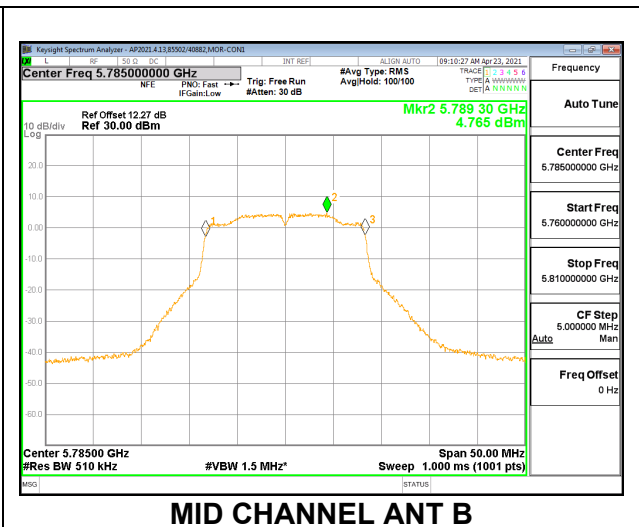 Keysight Spectrum Analyzer - AP2021.4.13,85502/40882,MOR-CON1
L RF 50 Ω DC INT REF ALIGN AUTO 09:10:27 AM Apr 23, 2021
Center Freq 5.785000000 GHz
NFE PNO: Fast Trig: Free Run
IFGain:Low #Atten: 30 dB
#Avg Type: RMS
Avg|Hold: 100/100
TRACE 1 2 3 4 5 6
TYPE A WWWWW
DET A N N N N N
Frequency
Ref Offset 12.27 dB
10 dB/div Ref 30.00 dBm
Log
Mkr2 5.789 30 GHz
4.765 dBm
20.0
10.0
0.00
-10.0
-20.0
-30.0
-40.0
-50.0
-60.0
1
2
3
Center 5.78500 GHz Span 50.00 MHz
#Res BW 510 kHz #VBW 1.5 MHz* Sweep 1.000 ms (1001 pts)
MSG STATUS
Auto Tune
Center Freq
5.785000000 GHz
Start Freq
5.760000000 GHz
Stop Freq
5.810000000 GHz
CF Step
5.000000 MHz
Auto Man
Freq Offset
0 Hz
MID CHANNEL ANT B